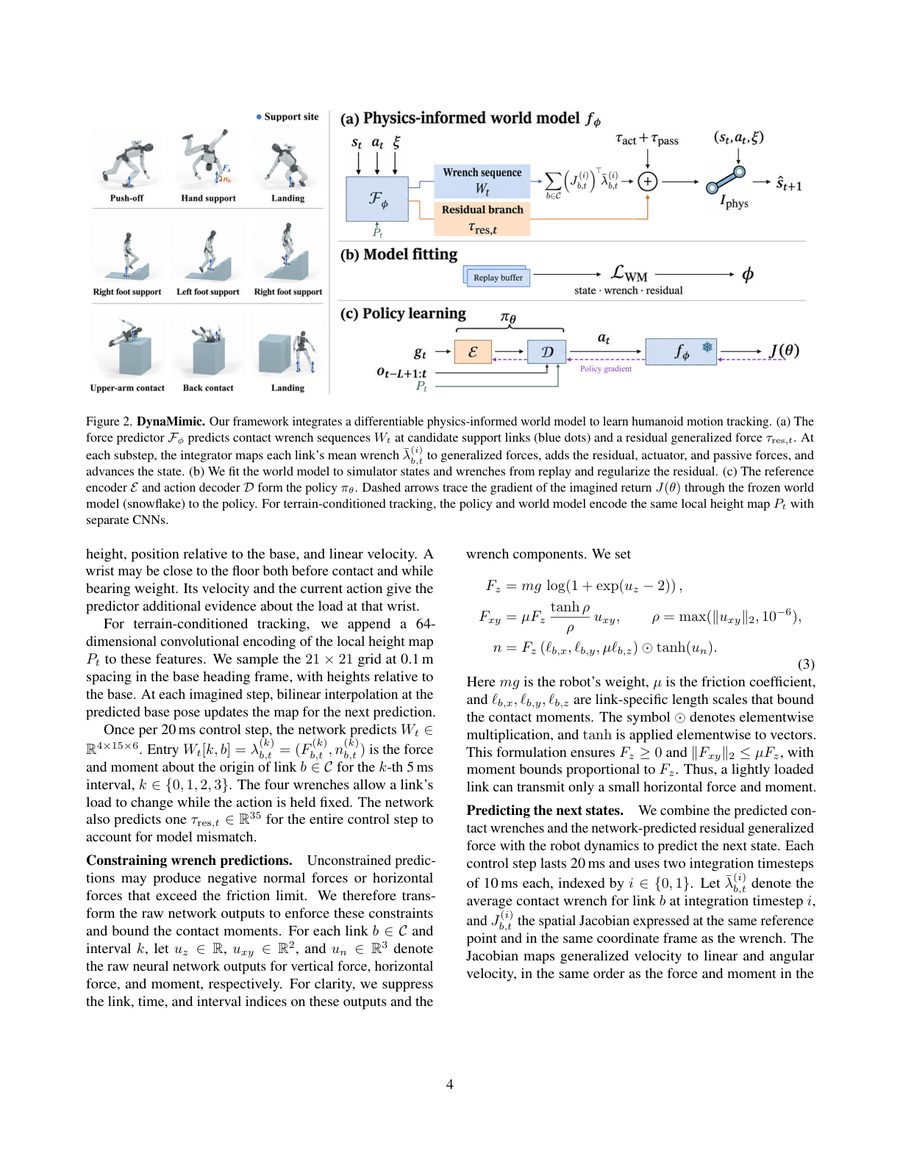 Support site
F_b
n_b
Push-off
Hand support
Landing
Right foot support
Left foot support
Right foot support
Upper-arm contact
Back contact
Landing
(a) Physics-informed world model f_ϕ
s_t a_t ξ
F_ϕ
P_t
Wrench sequence
W_t
Residual branch
τ_res,t
∑_{b∈C} (J_{b,t}^{(i)})^⊤ λ̄_{b,t}^{(i)}
τ_act + τ_pass
+
(s_t, a_t, ξ)
I_phys
ŝ_{t+1}
(b) Model fitting
Replay buffer
L_WM
state · wrench · residual
ϕ
(c) Policy learning
π_θ
g_t
E
D
a_t
f_ϕ
J(θ)
o_{t−L+1:t}
P_t
Policy gradient
Figure 2. DynaMimic. Our framework integrates a differentiable physics-informed world model to learn humanoid motion tracking. (a) The
force predictor F_ϕ predicts contact wrench sequences W_t at candidate support links (blue dots) and a residual generalized force τ_res,t. At
each substep, the integrator maps each link's mean wrench λ̄_{b,t}^{(i)} to generalized forces, adds the residual, actuator, and passive forces, and
advances the state. (b) We fit the world model to simulator states and wrenches from replay and regularize the residual. (c) The reference
encoder E and action decoder D form the policy π_θ. Dashed arrows trace the gradient of the imagined return J(θ) through the frozen world
model (snowflake) to the policy. For terrain-conditioned tracking, the policy and world model encode the same local height map P_t with
separate CNNs.
height, position relative to the base, and linear velocity. A
wrist may be close to the floor both before contact and while
bearing weight. Its velocity and the current action give the
predictor additional evidence about the load at that wrist.
For terrain-conditioned tracking, we append a 64-
dimensional convolutional encoding of the local height map
P_t to these features. We sample the 21 × 21 grid at 0.1 m
spacing in the base heading frame, with heights relative to
the base. At each imagined step, bilinear interpolation at the
predicted base pose updates the map for the next prediction.
Once per 20 ms control step, the network predicts W_t ∈
ℝ^{4×15×6}. Entry W_t[k, b] = λ_{b,t}^{(k)} = (F_{b,t}^{(k)}, n_{b,t}^{(k)}) is the force
and moment about the origin of link b ∈ C for the k-th 5 ms
interval, k ∈ {0, 1, 2, 3}. The four wrenches allow a link's
load to change while the action is held fixed. The network
also predicts one τ_res,t ∈ ℝ^{35} for the entire control step to
account for model mismatch.
Constraining wrench predictions. Unconstrained predic-
tions may produce negative normal forces or horizontal
forces that exceed the friction limit. We therefore trans-
form the raw network outputs to enforce these constraints
and bound the contact moments. For each link b ∈ C and
interval k, let u_z ∈ ℝ, u_xy ∈ ℝ^2, and u_n ∈ ℝ^3 denote
the raw neural network outputs for vertical force, horizontal
force, and moment, respectively. For clarity, we suppress
the link, time, and interval indices on these outputs and the
wrench components. We set
F_z = mg log(1 + exp(u_z − 2)) ,
F_xy = μF_z (tanh ρ / ρ) u_xy, ρ = max(‖u_xy‖_2, 10^{−6}),
n = F_z (ℓ_{b,x}, ℓ_{b,y}, μℓ_{b,z}) ⊙ tanh(u_n).
(3)
Here mg is the robot's weight, μ is the friction coefficient,
and ℓ_{b,x}, ℓ_{b,y}, ℓ_{b,z} are link-specific length scales that bound
the contact moments. The symbol ⊙ denotes elementwise
multiplication, and tanh is applied elementwise to vectors.
This formulation ensures F_z ≥ 0 and ‖F_xy‖_2 ≤ μF_z, with
moment bounds proportional to F_z. Thus, a lightly loaded
link can transmit only a small horizontal force and moment.
Predicting the next states. We combine the predicted con-
tact wrenches and the network-predicted residual generalized
force with the robot dynamics to predict the next state. Each
control step lasts 20 ms and uses two integration timesteps
of 10 ms each, indexed by i ∈ {0, 1}. Let λ̄_{b,t}^{(i)} denote the
average contact wrench for link b at integration timestep i,
and J_{b,t}^{(i)} the spatial Jacobian expressed at the same reference
point and in the same coordinate frame as the wrench. The
Jacobian maps generalized velocity to linear and angular
velocity, in the same order as the force and moment in the
4